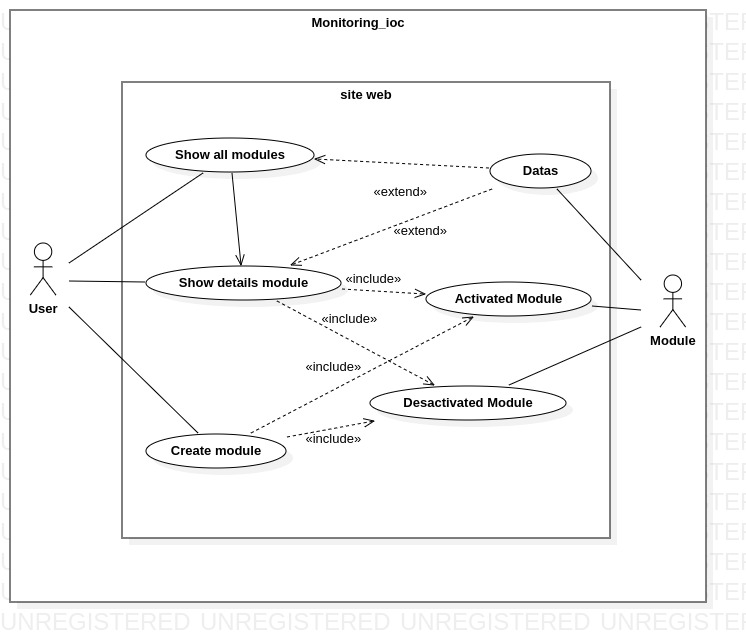 Monitoring_ioc
site web
Show all modules
Datas
«extend»
«extend»
Show details module
«include»
Activated Module
User
«include»
Module
«include»
Desactivated Module
Create module
«include»
UNREGISTERED UNREGISTERED UNREGISTERED UNREGISTERED